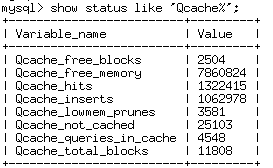 mysql> show status like "Qcache%";
+-------------------------+---------+
| Variable_name | Value |
+-------------------------+---------+
| Qcache_free_blocks | 2504 |
| Qcache_free_memory | 7860824 |
| Qcache_hits | 1322415 |
| Qcache_inserts | 1062978 |
| Qcache_lowmem_prunes | 3581 |
| Qcache_not_cached | 25103 |
| Qcache_queries_in_cache | 4548 |
| Qcache_total_blocks | 11808 |
+-------------------------+---------+